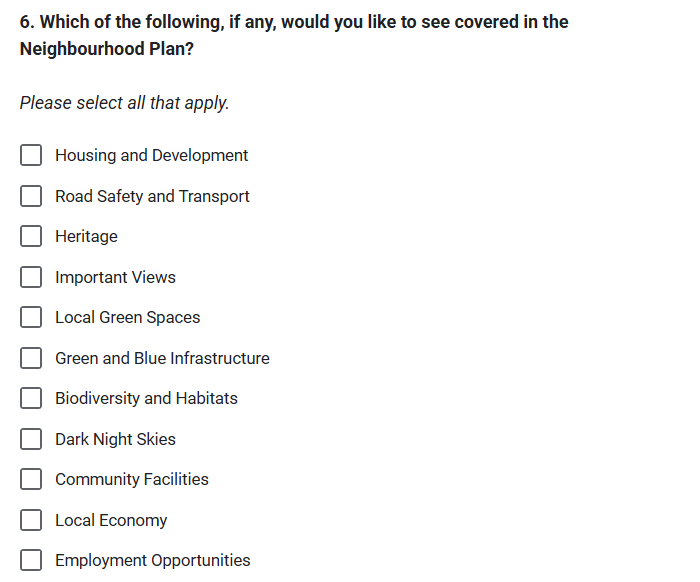 6. Which of the following, if any, would you like to see covered in the
Neighbourhood Plan?
Please select all that apply.
Housing and Development
Road Safety and Transport
Heritage
Important Views
Local Green Spaces
Green and Blue Infrastructure
Biodiversity and Habitats
Dark Night Skies
Community Facilities
Local Economy
Employment Opportunities